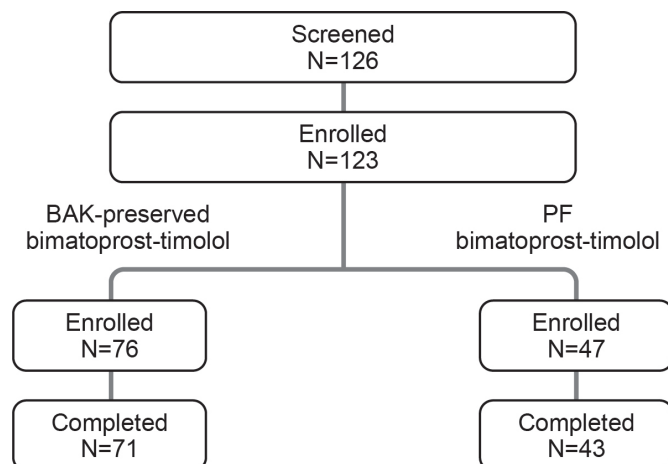 Screened
N=126
Enrolled
N=123
BAK-preserved
bimatoprost-timolol
PF
bimatoprost-timolol
Enrolled
N=76
Enrolled
N=47
Completed
N=71
Completed
N=43